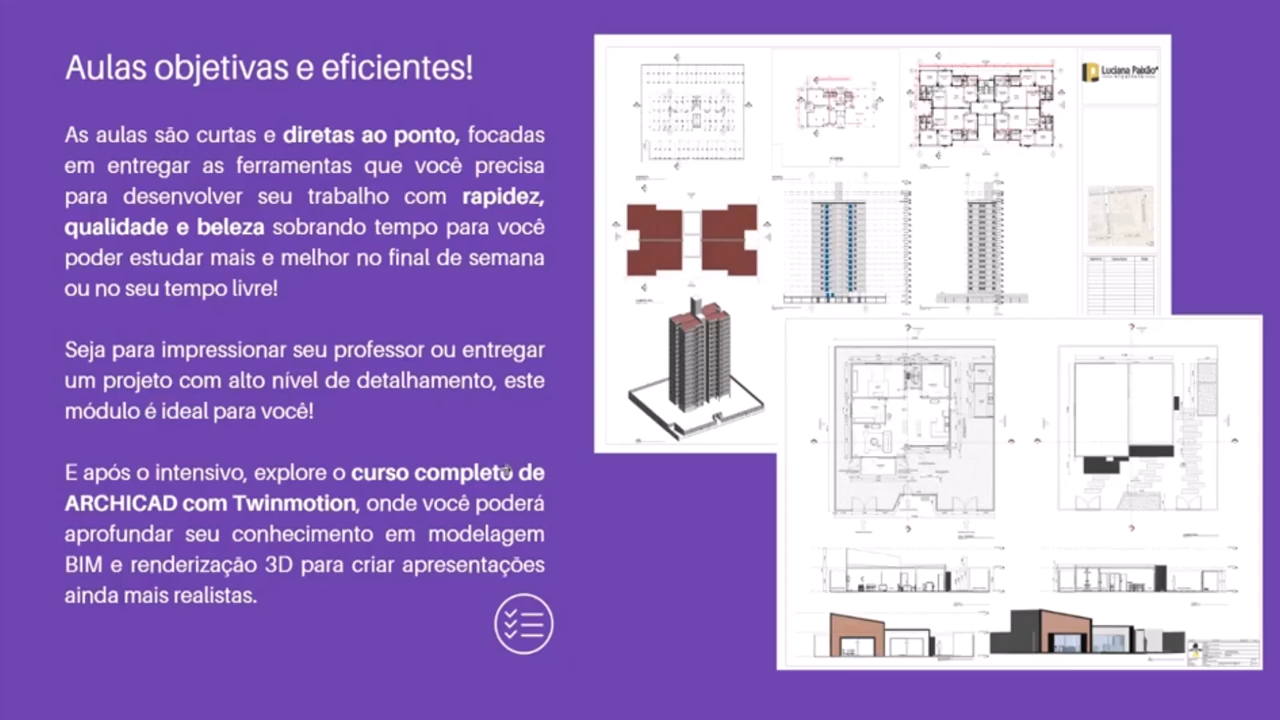 Aulas objetivas e eficientes!
As aulas são curtas e diretas ao ponto, focadas
em entregar as ferramentas que você precisa
para desenvolver seu trabalho com rapidez,
qualidade e beleza sobrando tempo para você
poder estudar mais e melhor no final de semana
ou no seu tempo livre!
Seja para impressionar seu professor ou entregar
um projeto com alto nível de detalhamento, este
módulo é ideal para você!
E após o intensivo, explore o curso completo de
ARCHICAD com Twinmotion, onde você poderá
aprofundar seu conhecimento em modelagem
BIM e renderização 3D para criar apresentações
ainda mais realistas.
Luciana Paixão